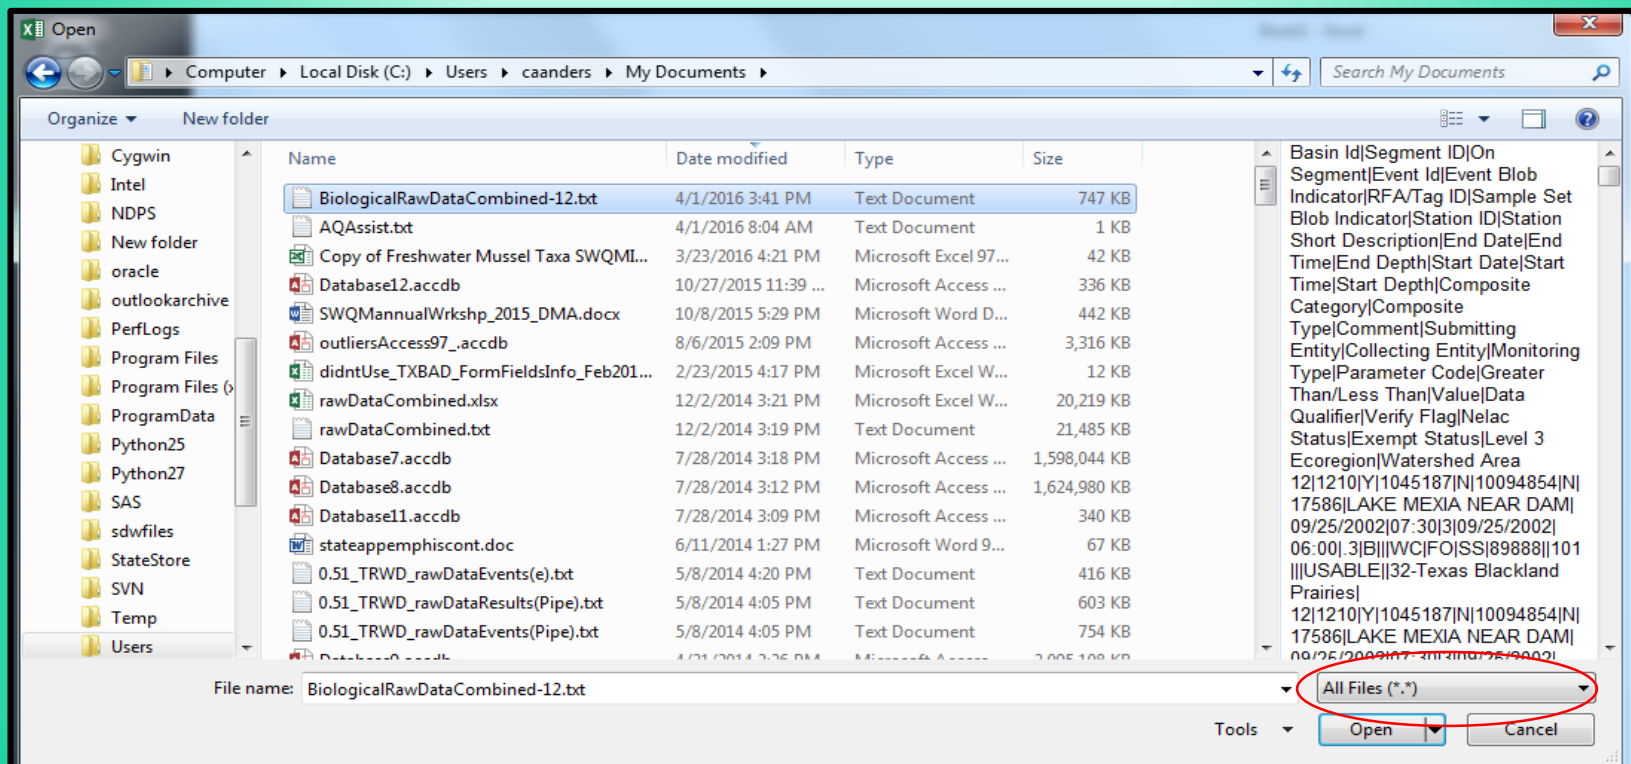 Open
Computer Local Disk (C:) Users caanders My Documents
Search My Documents
Organize New folder
Cygwin
Intel
NDPS
New folder
oracle
outlookarchive
PerfLogs
Program Files
Program Files (x
ProgramData
Python25
Python27
SAS
sdwfiles
StateStore
SVN
Temp
Users
Name Date modified Type Size
BiologicalRawDataCombined-12.txt 4/1/2016 3:41 PM Text Document 747 KB
AQAssist.txt 4/1/2016 8:04 AM Text Document 1 KB
Copy of Freshwater Mussel Taxa SWQMI... 3/23/2016 4:21 PM Microsoft Excel 97... 42 KB
Database12.accdb 10/27/2015 11:39 ... Microsoft Access ... 336 KB
SWQMannualWrkshp_2015_DMA.docx 10/8/2015 5:29 PM Microsoft Word D... 442 KB
outliersAccess97_.accdb 8/6/2015 2:09 PM Microsoft Access ... 3,316 KB
didntUse_TXBAD_FormFieldsInfo_Feb201... 2/23/2015 4:17 PM Microsoft Excel W... 12 KB
rawDataCombined.xlsx 12/2/2014 3:21 PM Microsoft Excel W... 20,219 KB
rawDataCombined.txt 12/2/2014 3:19 PM Text Document 21,485 KB
Database7.accdb 7/28/2014 3:18 PM Microsoft Access ... 1,598,044 KB
Database8.accdb 7/28/2014 3:12 PM Microsoft Access ... 1,624,980 KB
Database11.accdb 7/28/2014 3:09 PM Microsoft Access ... 340 KB
stateappemphiscont.doc 6/11/2014 1:27 PM Microsoft Word 9... 67 KB
0.51_TRWD_rawDataEvents(e).txt 5/8/2014 4:20 PM Text Document 416 KB
0.51_TRWD_rawDataResults(Pipe).txt 5/8/2014 4:05 PM Text Document 603 KB
0.51_TRWD_rawDataEvents(Pipe).txt 5/8/2014 4:05 PM Text Document 754 KB
Basin Id|Segment ID|On
Segment|Event Id|Event Blob
Indicator|RFA/Tag ID|Sample Set
Blob Indicator|Station ID|Station
Short Description|End Date|End
Time|End Depth|Start Date|Start
Time|Start Depth|Composite
Category|Composite
Type|Comment|Submitting
Entity|Collecting Entity|Monitoring
Type|Parameter Code|Greater
Than/Less Than|Value|Data
Qualifier|Verify Flag|Nelac
Status|Exempt Status|Level 3
Ecoregion|Watershed Area
12|1210|Y|1045187|N|10094854|N|
17586|LAKE MEXIA NEAR DAM|
09/25/2002|07:30|3|09/25/2002|
06:00|.3|B|||WC|FO|SS|89888||101
|||USABLE||32-Texas Blackland
Prairies|
12|1210|Y|1045187|N|10094854|N|
17586|LAKE MEXIA NEAR DAM|
09/25/2002|07:30|3|09/25/2002|
File name: BiologicalRawDataCombined-12.txt All Files (*.*)
Tools Open Cancel